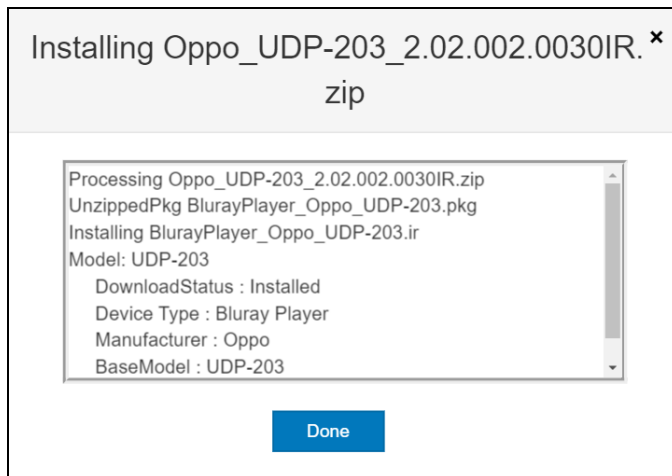 Installing Oppo_UDP-203_2.02.002.0030IR.
zip
Processing Oppo_UDP-203_2.02.002.0030IR.zip
UnzippedPkg BlurayPlayer_Oppo_UDP-203.pkg
Installing BlurayPlayer_Oppo_UDP-203.ir
Model: UDP-203
DownloadStatus : Installed
Device Type : Bluray Player
Manufacturer : Oppo
BaseModel : UDP-203
Done